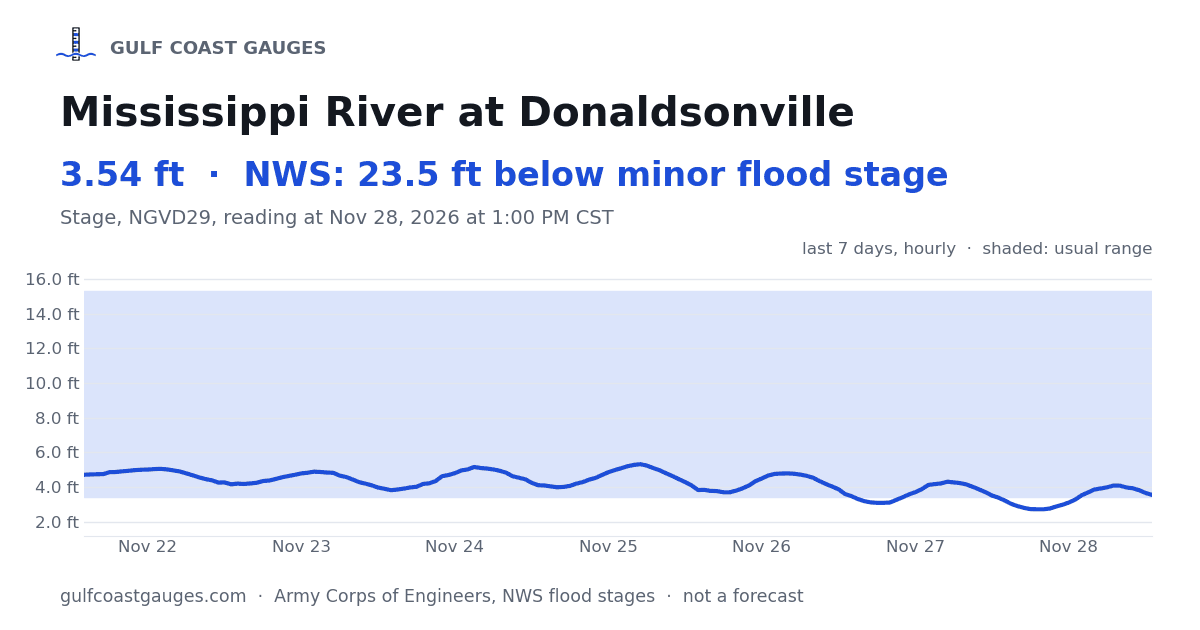 GULF COAST GAUGES
Mississippi River at Donaldsonville
3.54 ft · NWS: 23.5 ft below minor flood stage
Stage, NGVD29, reading at Nov 28, 2026 at 1:00 PM CST
last 7 days, hourly · shaded: usual range
16.0 ft
14.0 ft
12.0 ft
10.0 ft
8.0 ft
6.0 ft
4.0 ft
2.0 ft
Nov 22 Nov 23 Nov 24 Nov 25 Nov 26 Nov 27 Nov 28
gulfcoastgauges.com · Army Corps of Engineers, NWS flood stages · not a forecast